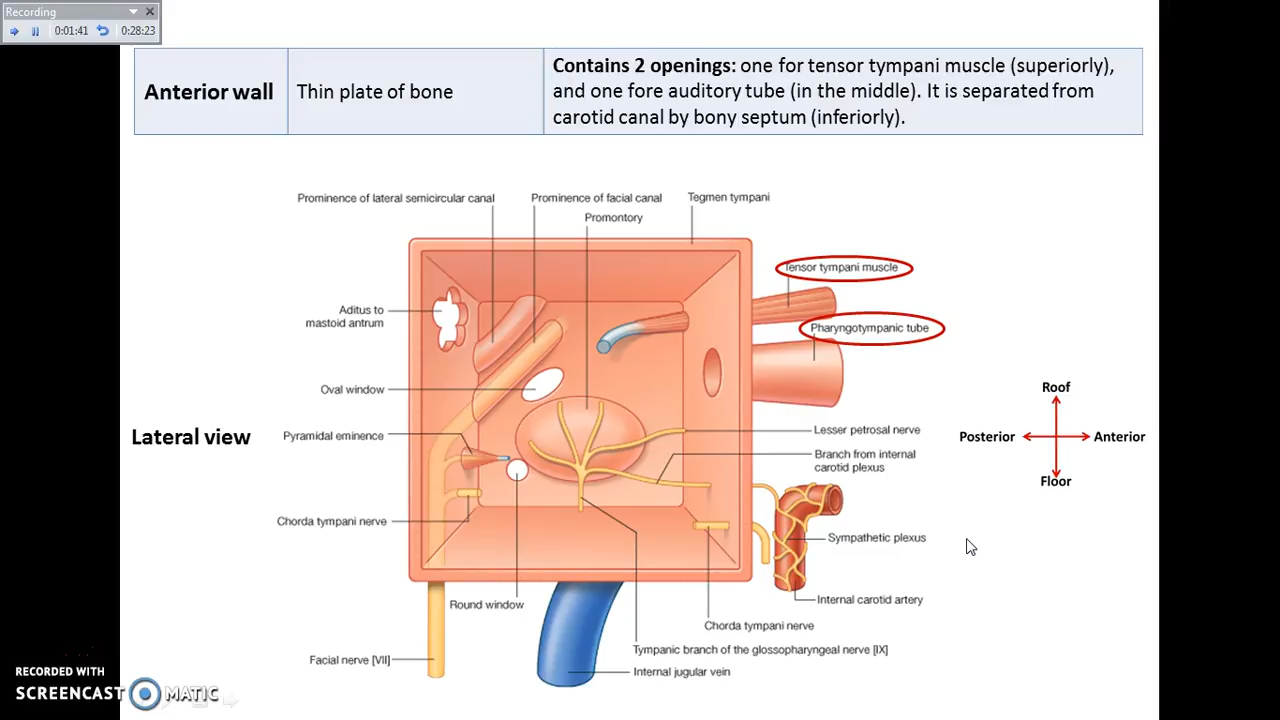 Recording
0:01:41
0:28:23
Anterior wall
Thin plate of bone
Contains 2 openings: one for tensor tympani muscle (superiorly),
and one fore auditory tube (in the middle). It is separated from
carotid canal by bony septum (inferiorly).
Prominence of lateral semicircular canal
Prominence of facial canal
Tegmen tympani
Promontory
Tensor tympani muscle
Aditus to
mastoid antrum
Pharyngotympanic tube
Oval window
Roof
Lateral view
Pyramidal eminence
Lesser petrosal nerve
Posterior
Anterior
Branch from internal
carotid plexus
Floor
Chorda tympani nerve
Sympathetic plexus
Round window
Internal carotid artery
Chorda tympani nerve
Tympanic branch of the glossopharyngeal nerve [IX]
Facial nerve [VII]
Internal jugular vein
RECORDED WITH
SCREENCAST MATIC